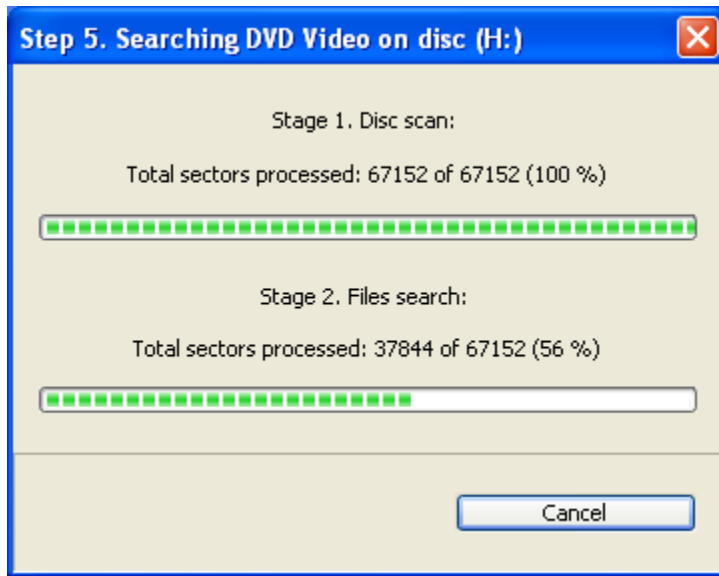 Step 5. Searching DVD Video on disc (H:)
Stage 1. Disc scan:
Total sectors processed: 67152 of 67152 (100 %)
Stage 2. Files search:
Total sectors processed: 37844 of 67152 (56 %)
Cancel